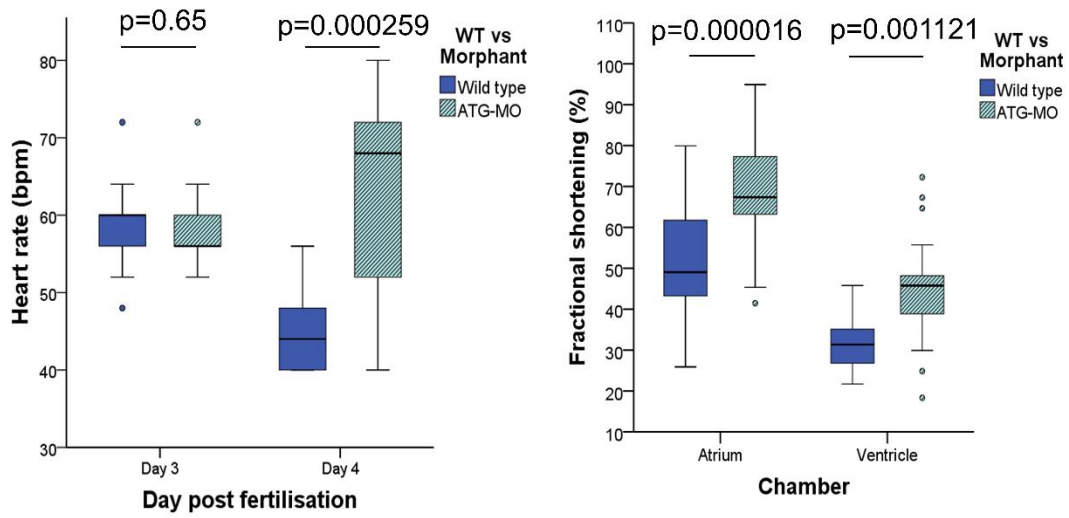 p=0.65
p=0.000259
WT vs
Morphant
Wild type
ATG-MO
Heart rate (bpm)
80
70
60
50
40
30
Day 3
Day 4
Day post fertilisation
p=0.000016
p=0.001121
WT vs
Morphant
Wild type
ATG-MO
Fractional shortening (%)
110
100
90
80
70
60
50
40
30
20
10
Atrium
Ventricle
Chamber